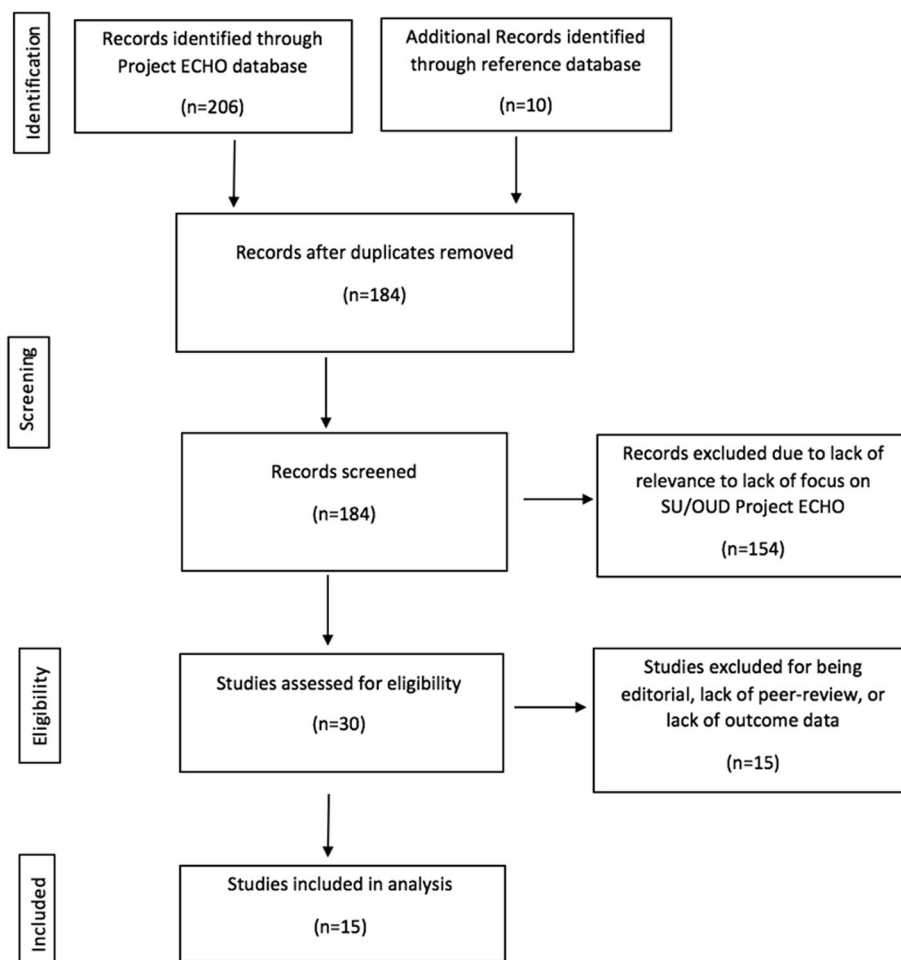 Identification
Records identified through
Project ECHO database
(n=206)
Additional Records identified
through reference database
(n=10)
Records after duplicates removed
(n=184)
Screening
Records screened
(n=184)
Records excluded due to lack of
relevance to lack of focus on
SU/OUD Project ECHO
(n=154)
Eligibility
Studies assessed for eligibility
(n=30)
Studies excluded for being
editorial, lack of peer-review, or
lack of outcome data
(n=15)
Included
Studies included in analysis
(n=15)